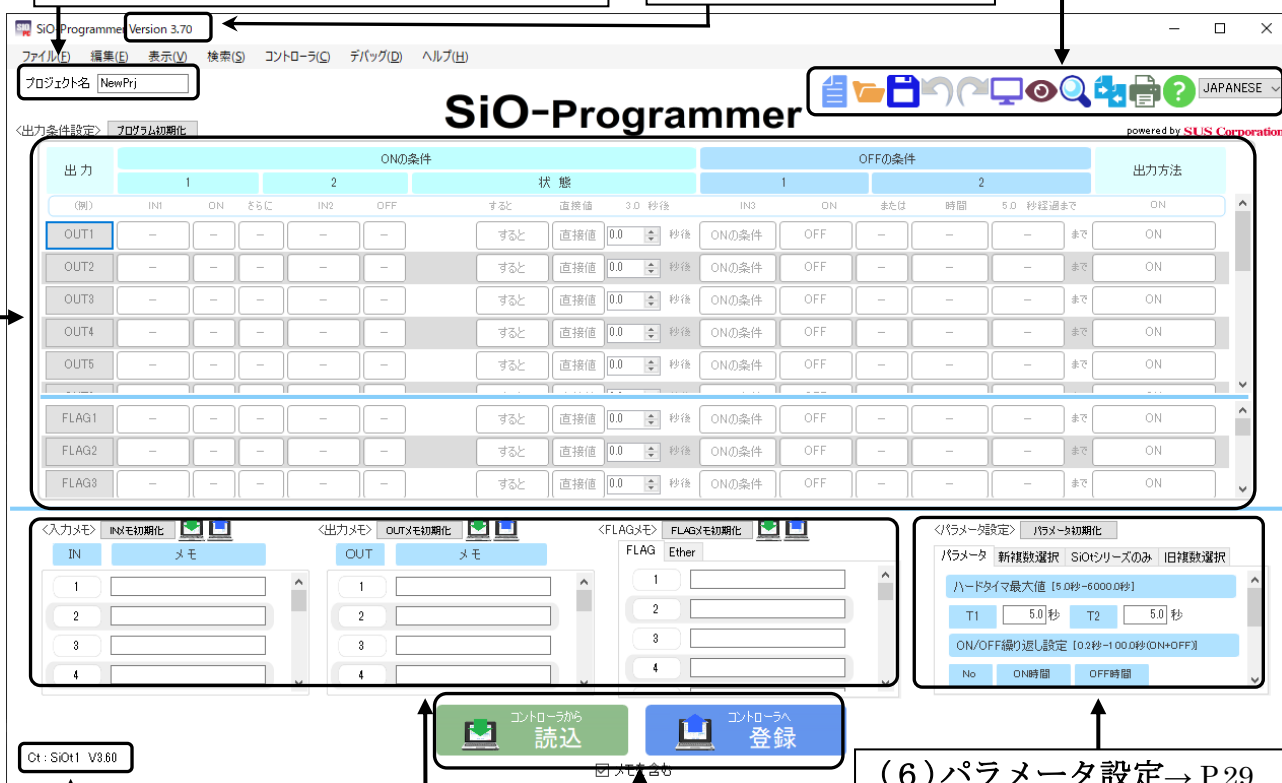 SiO-Programmer Version 3.70
ファイル(F) 編集(E) 表示(V) 検索(S) コントローラ(C) デバッグ(D) ヘルプ(H)
プロジェクト名 NewPrj
JAPANESE
SiO-Programmer
powered by SUS Corporation
<出力条件設定> プログラム初期化
出力 ONの条件 OFFの条件 出力方法
1 2 状態 1 2
(例) IN1 ON さらに IN2 OFF すると 直接値 3.0 秒後 IN3 ON または 時間 5.0 秒経過まで ON
OUT1 － － － － － すると 直接値 0.0 秒後 ONの条件 OFF － － － まで ON
OUT2 － － － － － すると 直接値 0.0 秒後 ONの条件 OFF － － － まで ON
OUT3 － － － － － すると 直接値 0.0 秒後 ONの条件 OFF － － － まで ON
OUT4 － － － － － すると 直接値 0.0 秒後 ONの条件 OFF － － － まで ON
OUT5 － － － － － すると 直接値 0.0 秒後 ONの条件 OFF － － － まで ON
FLAG1 － － － － － すると 直接値 0.0 秒後 ONの条件 OFF － － － まで ON
FLAG2 － － － － － すると 直接値 0.0 秒後 ONの条件 OFF － － － まで ON
FLAG3 － － － － － すると 直接値 0.0 秒後 ONの条件 OFF － － － まで ON
<入力メモ> INメモ初期化
IN メモ
1
2
3
4
<出力メモ> OUTメモ初期化
OUT メモ
1
2
3
4
<FLAGメモ> FLAGメモ初期化
FLAG Ether
1
2
3
4
<パラメータ設定> パラメータ初期化
パラメータ 新複数選択 SiOtシリーズのみ 旧複数選択
ハードタイマ最大値 [5.0秒-6000.0秒]
T1 5.0 秒 T2 5.0 秒
ON/OFF繰り返し設定 [0.2秒-100.0秒(ON+OFF)]
No ON時間 OFF時間
コントローラから
読込
コントローラへ
登録
メモを含む
Ct : SiOt1 V3.60
(6)パラメータ設定→P29